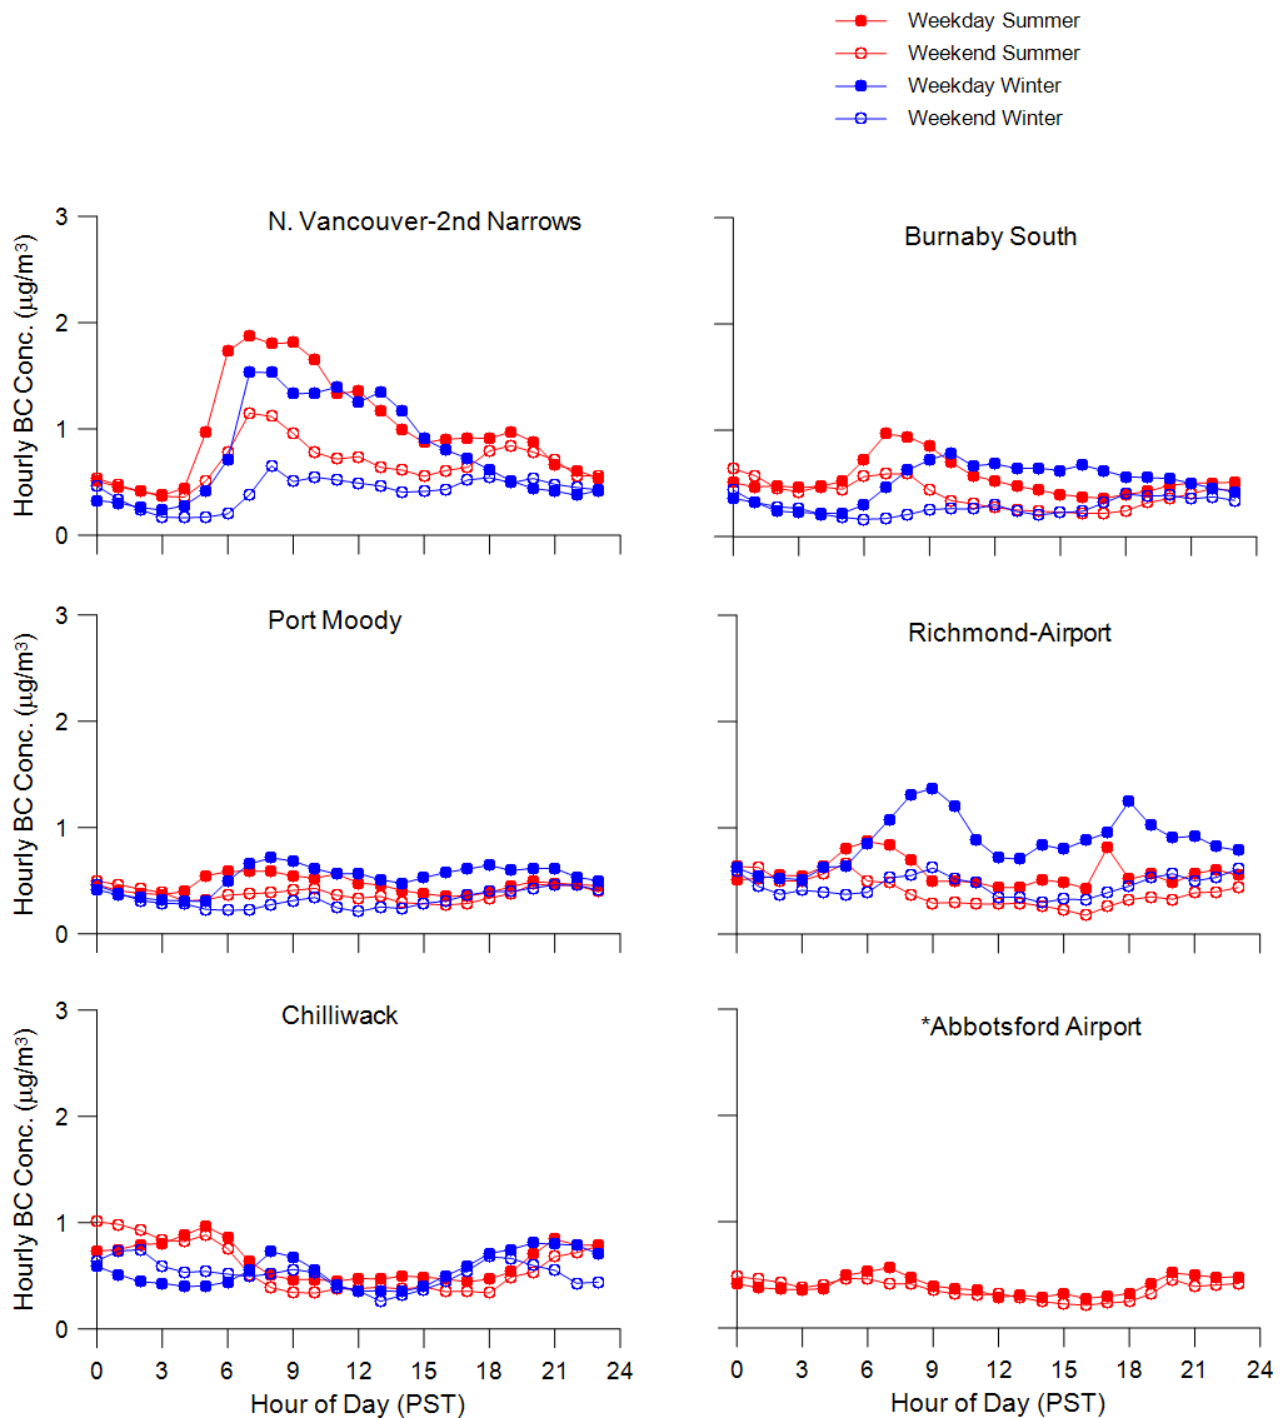 Weekday Summer
Weekend Summer
Weekday Winter
Weekend Winter
N. Vancouver-2nd Narrows
Hourly BC Conc. (μg/m³)
3
2
1
0
Burnaby South
Port Moody
Hourly BC Conc. (μg/m³)
3
2
1
0
Richmond-Airport
Chilliwack
Hourly BC Conc. (μg/m³)
3
2
1
0
0 3 6 9 12 15 18 21 24
Hour of Day (PST)
*Abbotsford Airport
0 3 6 9 12 15 18 21 24
Hour of Day (PST)